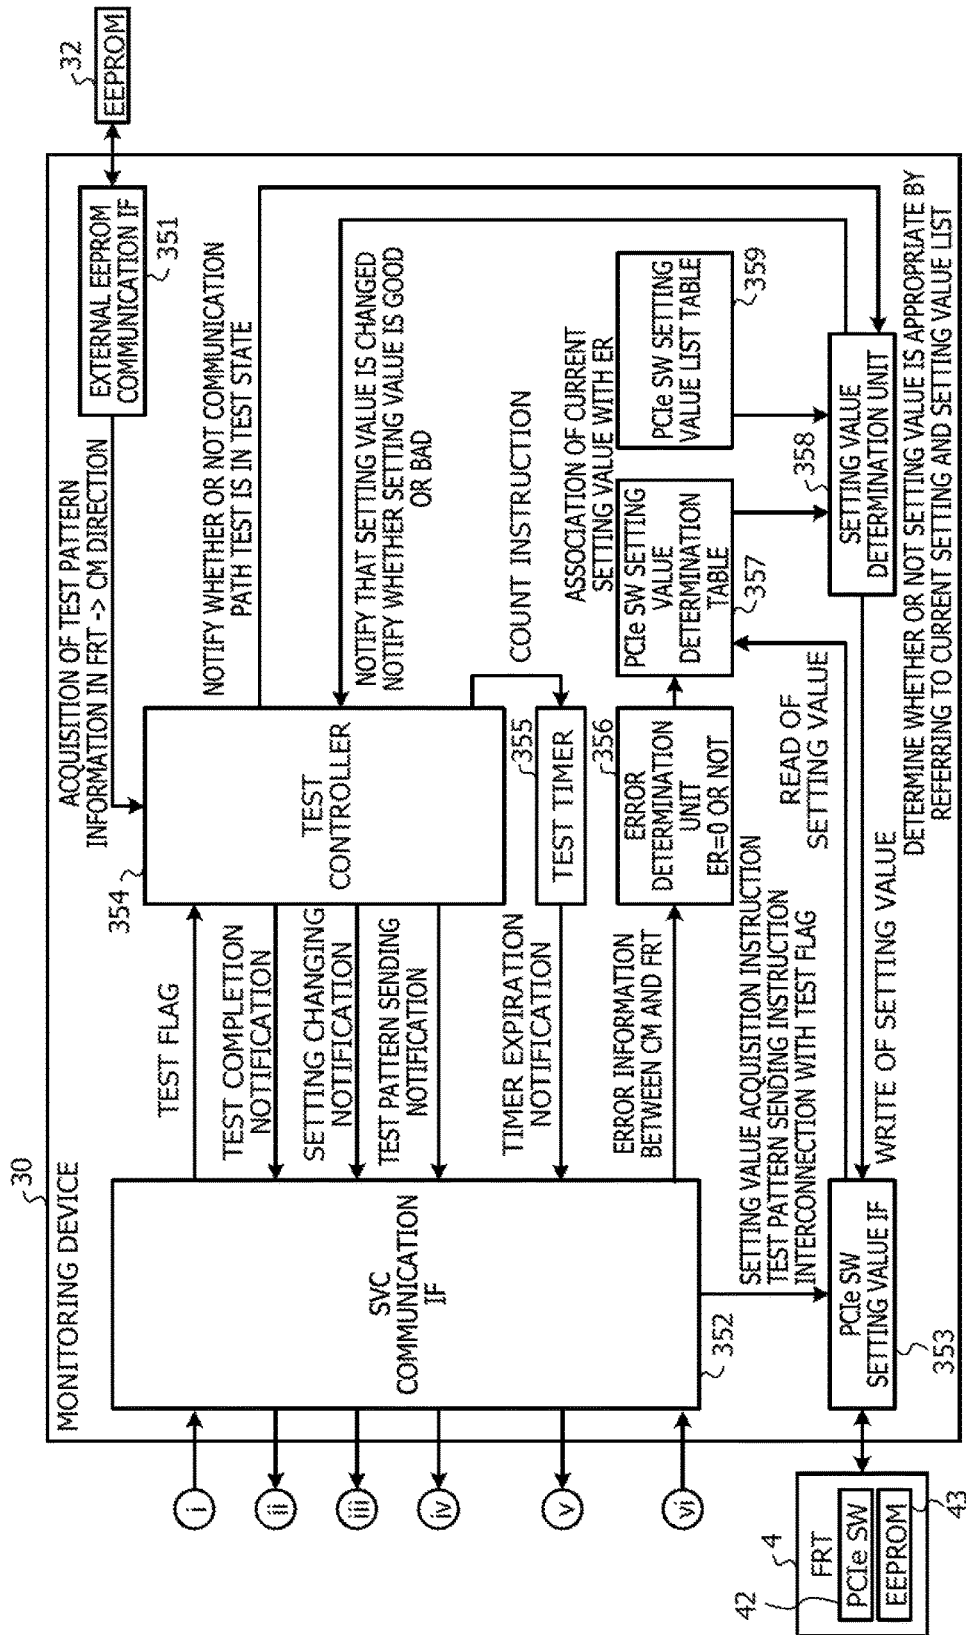 30
MONITORING DEVICE
i
ii
iii
iv
v
vi
SVC
COMMUNICATION
IF
352
TEST FLAG
TEST COMPLETION
NOTIFICATION
SETTING CHANGING
NOTIFICATION
TEST PATTERN SENDING
NOTIFICATION
TIMER EXPIRATION
NOTIFICATION
ERROR INFORMATION
BETWEEN CM AND FRT
SETTING VALUE ACQUISITION INSTRUCTION
TEST PATTERN SENDING INSTRUCTION
INTERCONNECTION WITH TEST FLAG
354
TEST
CONTROLLER
ACQUISITION OF TEST PATTERN
INFORMATION IN FRT -> CM DIRECTION
EXTERNAL EEPROM
COMMUNICATION IF
351
32
EEPROM
NOTIFY WHETHER OR NOT COMMUNICATION
PATH TEST IS IN TEST STATE
NOTIFY THAT SETTING VALUE IS CHANGED
NOTIFY WHETHER SETTING VALUE IS GOOD
OR BAD
COUNT INSTRUCTION
355
TEST TIMER
356
ERROR
DETERMINATION
UNIT
ER=0 OR NOT
ASSOCIATION OF CURRENT
SETTING VALUE WITH ER
PCIe SW SETTING
VALUE
DETERMINATION
TABLE
357
PCIe SW SETTING
VALUE LIST TABLE
359
358
SETTING VALUE
DETERMINATION UNIT
READ OF
SETTING VALUE
WRITE OF SETTING VALUE
DETERMINE WHETHER OR NOT SETTING VALUE IS APPROPRIATE BY
REFERRING TO CURRENT SETTING AND SETTING VALUE LIST
PCIe SW
SETTING VALUE IF
353
4
FRT
42
PCIe SW
EEPROM
43